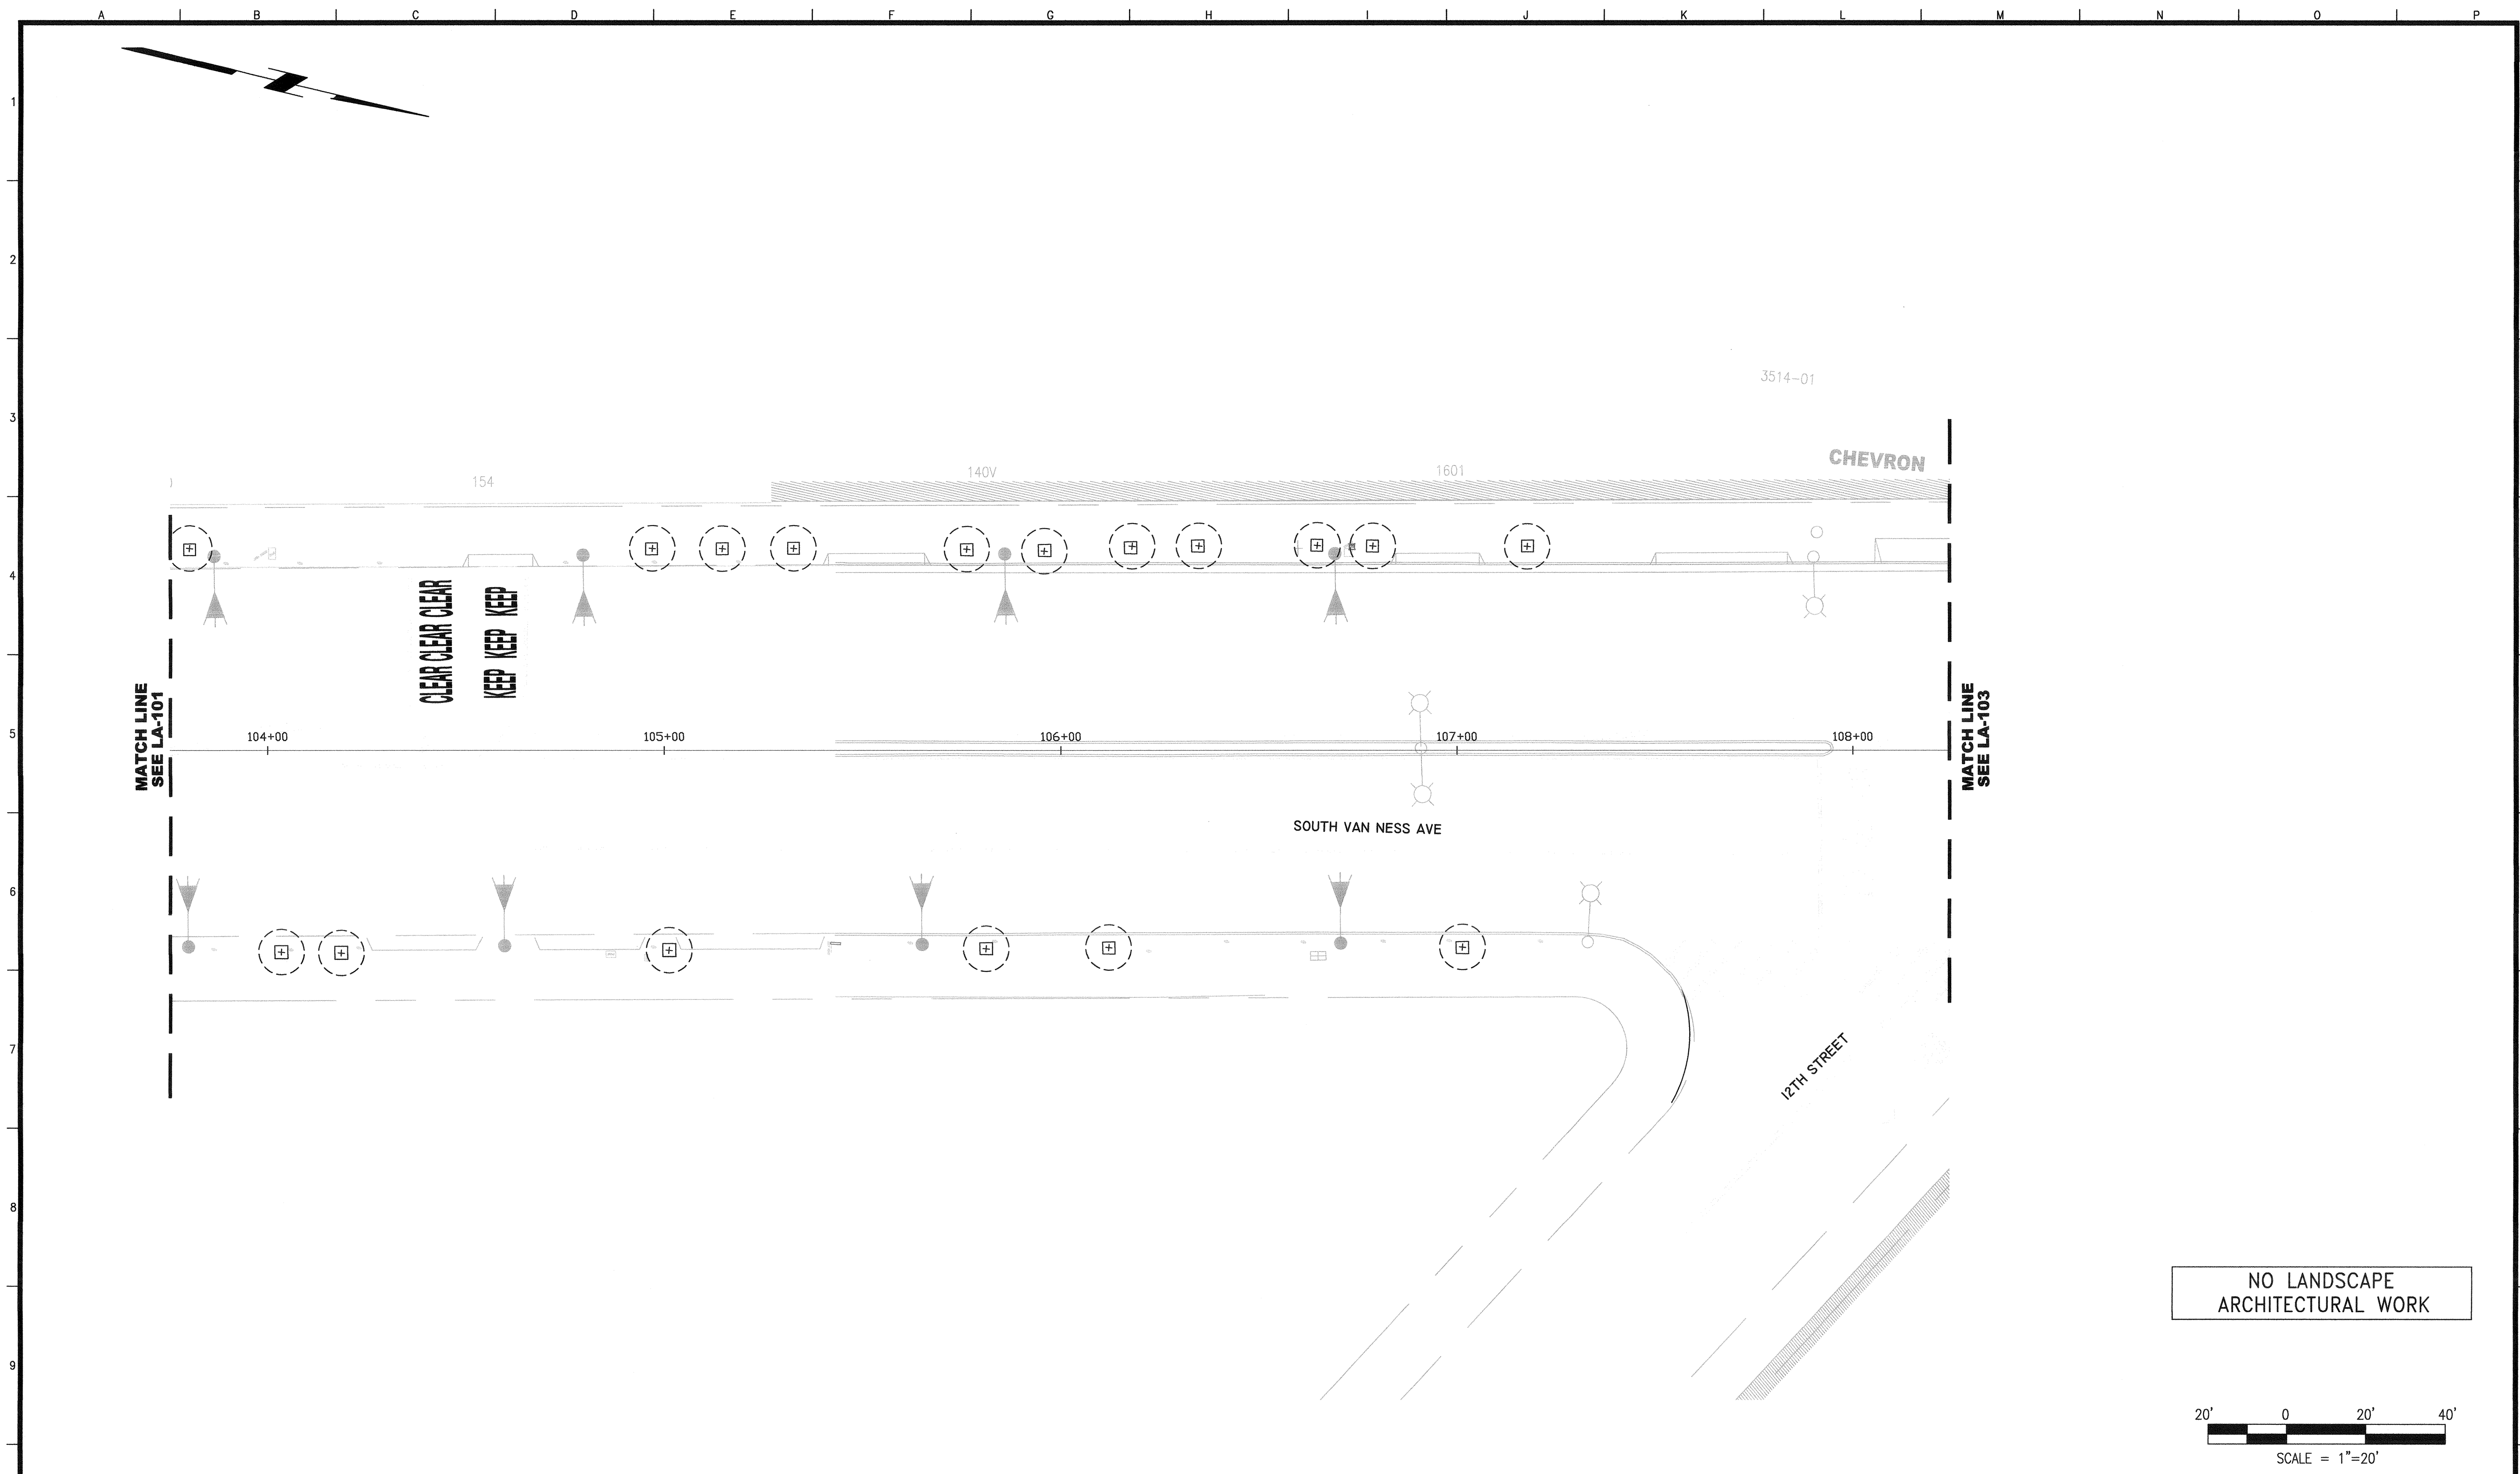 A B C D E F G H I J K L M N O P
1
2
3
4
5
6
7
8
9
3514-01
CHEVRON
154
140V
1601
CLEAR CLEAR CLEAR
KEEP KEEP KEEP
MATCH LINE
SEE LA-101
104+00 105+00 106+00 107+00 108+00
MATCH LINE
SEE LA-103
SOUTH VAN NESS AVE
12TH STREET
NO LANDSCAPE
ARCHITECTURAL WORK
20' 0 20' 40'
SCALE = 1"=20'